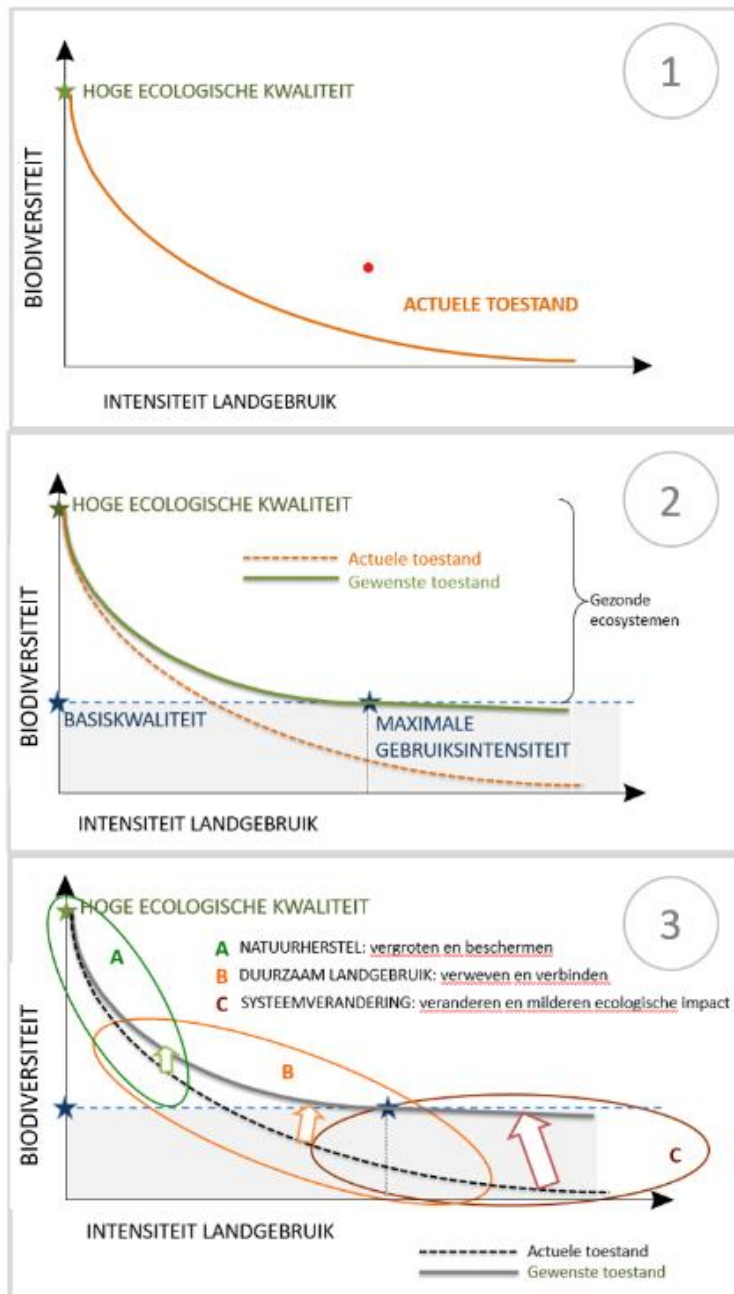 1
HOGE ECOLOGISCHE KWALITEIT
BIODIVERSITEIT
ACTUELE TOESTAND
INTENSITEIT LANDGEBRUIK
2
HOGE ECOLOGISCHE KWALITEIT
Actuele toestand
Gewenste toestand
Gezonde
ecosystemen
BIODIVERSITEIT
BASISKWALITEIT
MAXIMALE
GEBRUIKSINTENSITEIT
INTENSITEIT LANDGEBRUIK
3
HOGE ECOLOGISCHE KWALITEIT
A
A NATUURHERSTEL: vergroten en beschermen
B DUURZAAM LANDGEBRUIK: verweven en verbinden
C SYSTEEMVERANDERING: veranderen en milderen ecologische impact
BIODIVERSITEIT
B
C
INTENSITEIT LANDGEBRUIK
Actuele toestand
Gewenste toestand